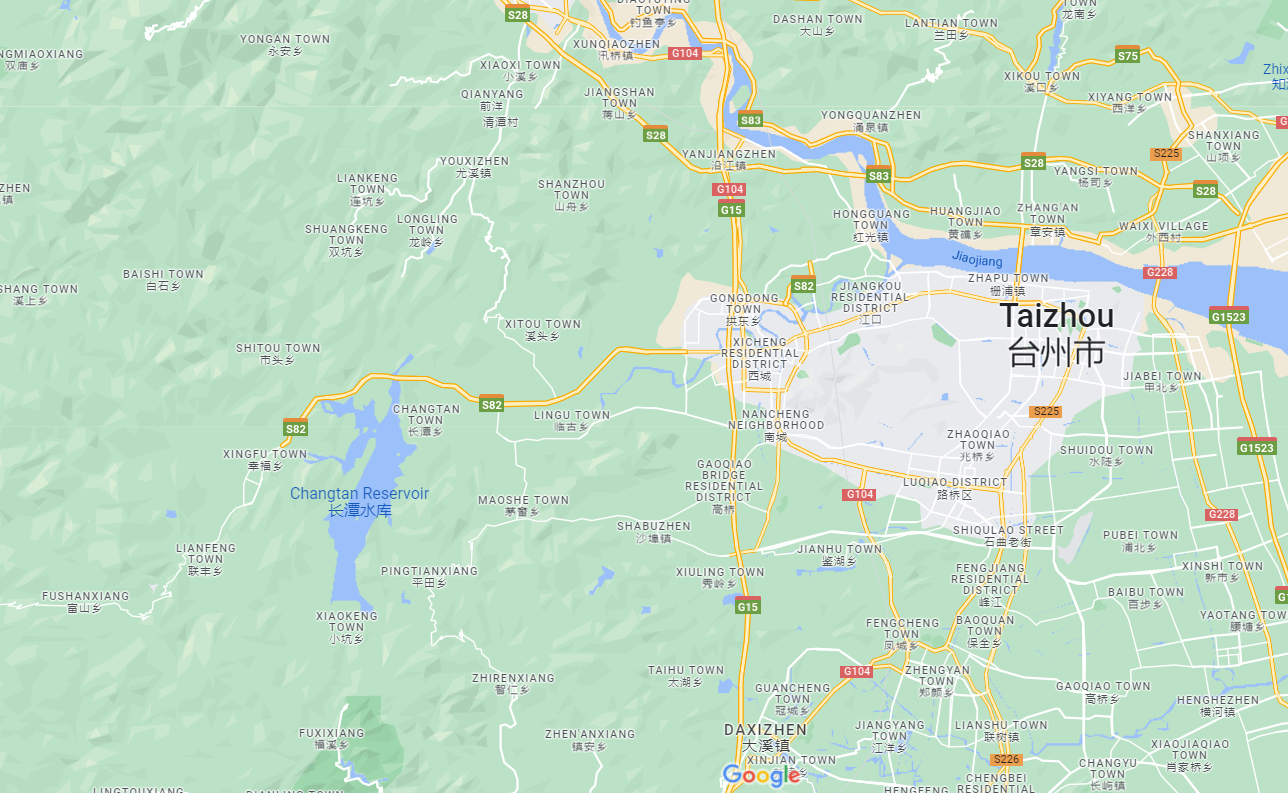 DIAOYUTING
TOWN
钓鱼亭乡
S28
DASHAN TOWN
大山乡
LANTIAN TOWN
兰田乡
TOWN
龙南乡
YONGAN TOWN
永安乡
XUNQIAOZHEN
汛桥镇
G104
S75
NGMIAOXIANG
双庙乡
XIAOXI TOWN
小溪乡
XIKOU TOWN
溪口乡
Zhix
QIANYANG
前洋
清潭村
JIANGSHAN
TOWN
蒋山乡
XIYANG TOWN
西洋乡
S83
YONGQUANZHEN
涌泉镇
S28
SHANXIANG
TOWN
山项乡
YANJIANGZHEN
沿江镇
S225
YOUXIZHEN
尤溪镇
S28
S83
YANGSI TOWN
杨司乡
LIANKENG
TOWN
连坑乡
SHANZHOU
TOWN
山舟乡
G104
G15
S28
ZHEN
镇
LONGLING
TOWN
龙岭乡
HONGGUANG
TOWN
红光镇
HUANGJIAO
TOWN
黄礁乡
ZHANG'AN
TOWN
章安镇
WAIXI VILLAGE
外西村
SHUANGKENG
TOWN
双坑乡
Jiaojiang
BAISHI TOWN
白石乡
G228
ZHAPU TOWN
栅浦镇
SHANG TOWN
溪上乡
S82
JIANGKOU
RESIDENTIAL
DISTRICT
江口
GONGDONG
TOWN
拱东乡
Taizhou
台州市
G1523
XITOU TOWN
溪头乡
SHITOU TOWN
市头乡
XICHENG
RESIDENTIAL
DISTRICT
西城
JIABEI TOWN
甲北乡
S82
CHANGTAN
TOWN
长潭乡
LINGU TOWN
临古乡
NANCHENG
NEIGHBORHOOD
南城
S225
S82
ZHAOQIAO
TOWN
兆桥乡
G1523
XINGFU TOWN
幸福乡
SHUIDOU TOWN
水陡乡
GAOQIAO
BRIDGE
RESIDENTIAL
DISTRICT
高桥
Changtan Reservoir
长潭水库
MAOSHE TOWN
G104
LUQIAO DISTRICT
路桥区
G228
SHABUZHEN
沙埠镇
SHIQULAO STREET
石曲老街
PUBEI TOWN
浦北乡
LIANFENG
TOWN
联丰乡
JIANHU TOWN
鉴湖乡
PINGTIANXIANG
平田乡
XIULING TOWN
秀岭乡
FENGJIANG
RESIDENTIAL
DISTRICT
峰江
XINSHI TOWN
新市乡
FUSHANXIANG
富山乡
G15
BAIBU TOWN
百步乡
XIAOKENG
TOWN
小坑乡
FENGCHENG
TOWN
凤城乡
BAOQUAN
TOWN
保全乡
YAOTANG TOW
腰塘乡
TAIHU TOWN
太湖乡
G104
ZHENGYAN
TOWN
郑颜乡
ZHIRENXIANG
智仁乡
GUANCHENG
TOWN
冠城乡
GAOQIAO TOWN
高桥乡
HENGHEZHEN
横河镇
FUXIXIANG
福溪乡
ZHEN'ANXIANG
镇安乡
DAXIZHEN
大溪镇
JIANGYANG
TOWN
江洋乡
LIANSHU TOWN
联树镇
XIAOJIAQIAO
TOWN
肖家桥乡
S226
XINJIAN TOWN
Google
CHANGYU
TOWN
长屿镇
CHENGBEI
RESIDENTIAL
HENGFENG
LINGTOUXIANG
DIANLING TOWN